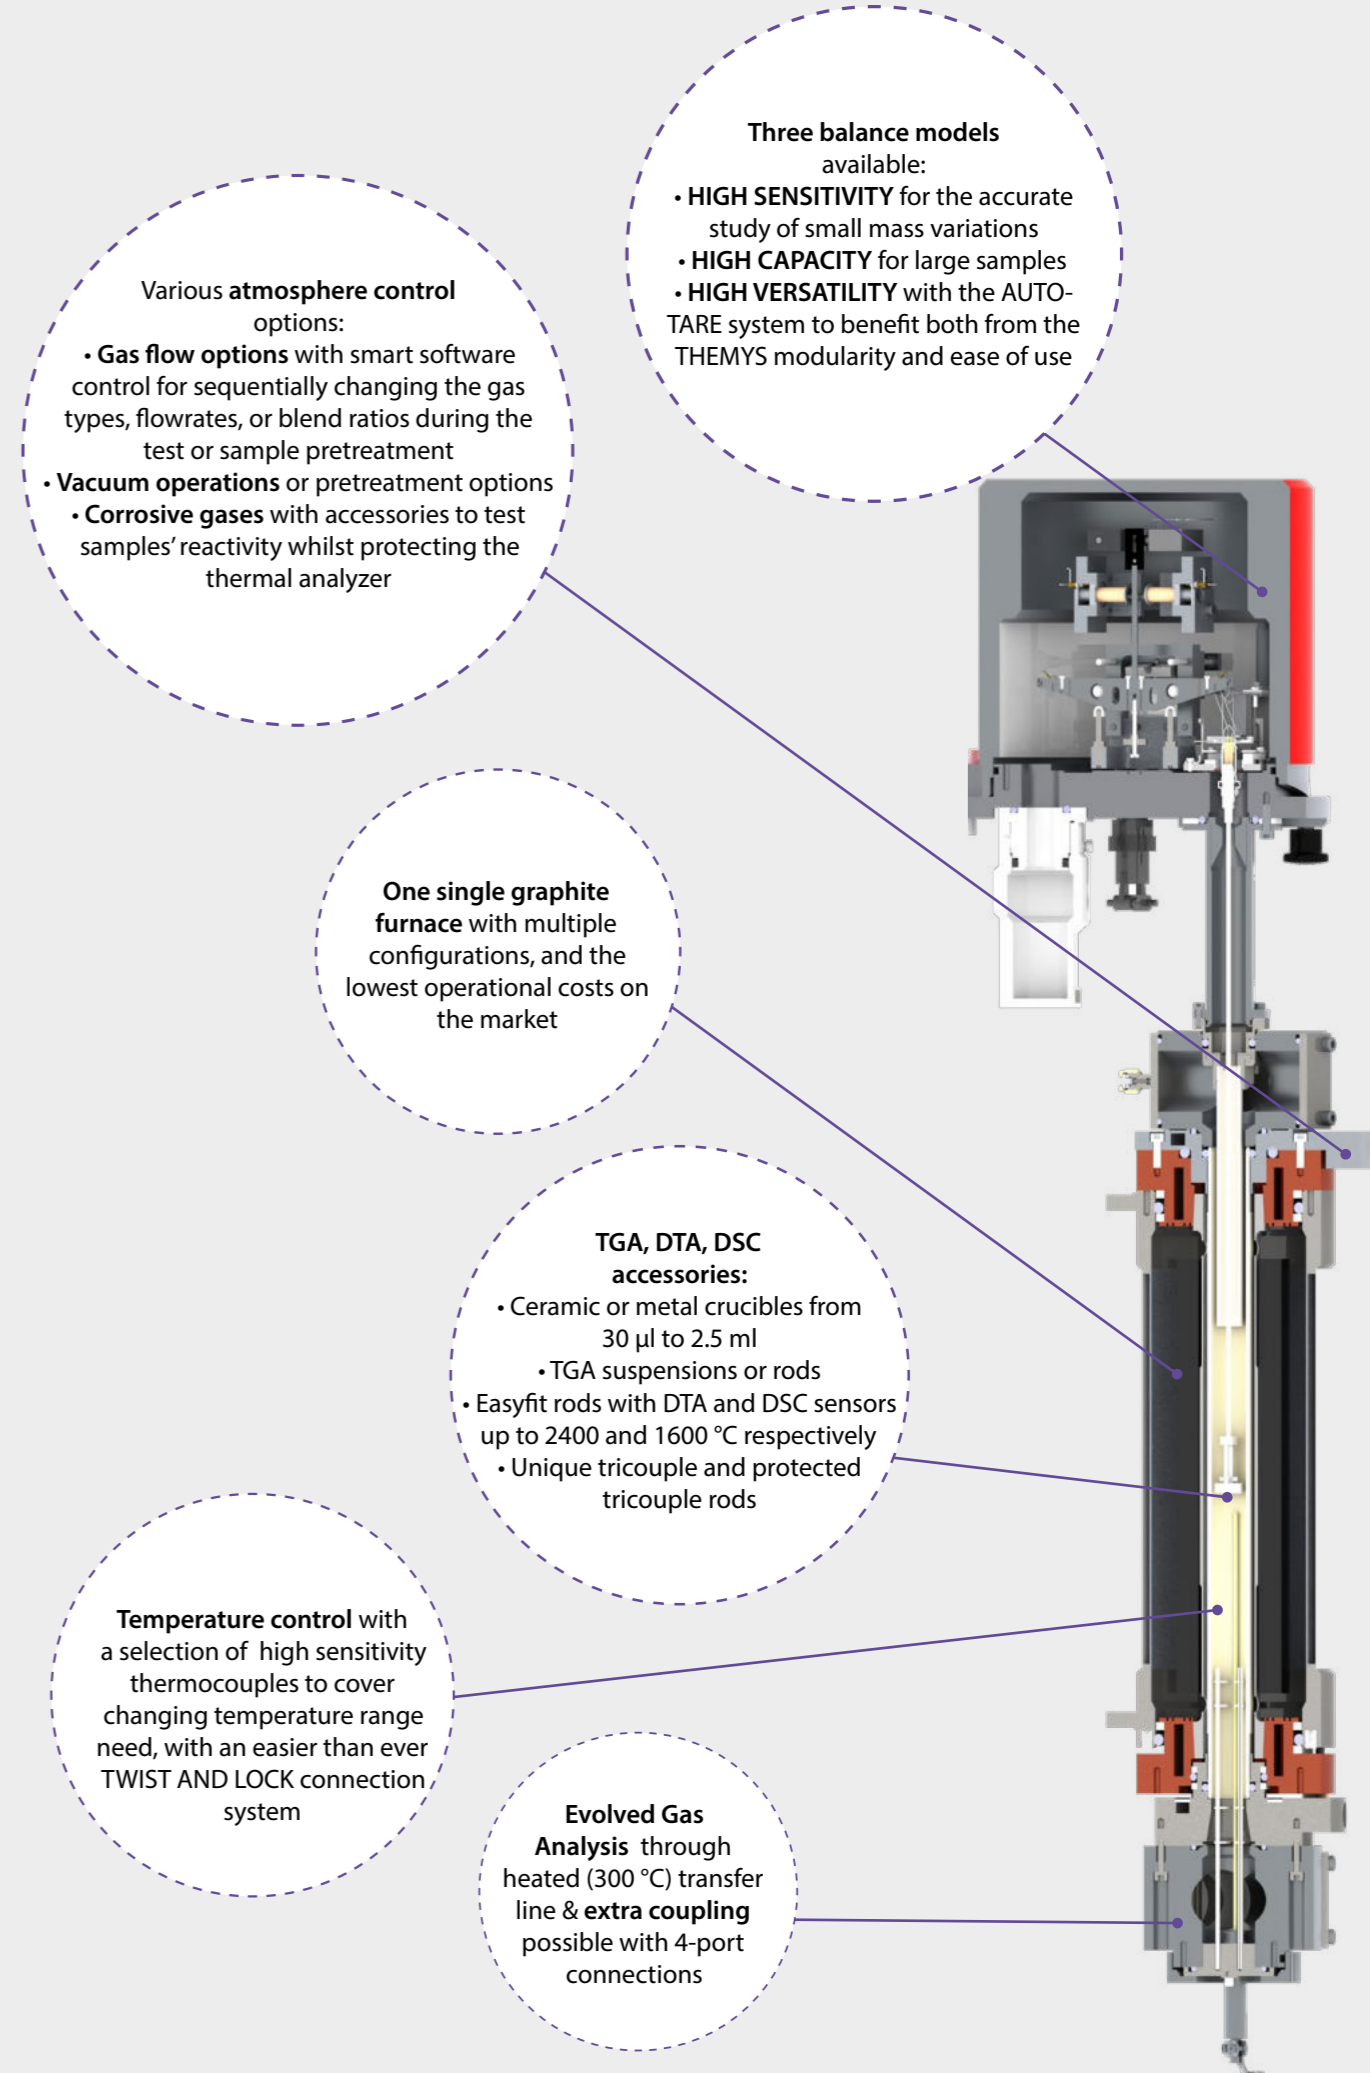 Three balance models
available:
• HIGH SENSITIVITY for the accurate
study of small mass variations
• HIGH CAPACITY for large samples
• HIGH VERSATILITY with the AUTO-
TARE system to benefit both from the
THEMYS modularity and ease of use
Various atmosphere control
options:
• Gas flow options with smart software
control for sequentially changing the gas
types, flowrates, or blend ratios during the
test or sample pretreatment
• Vacuum operations or pretreatment options
• Corrosive gases with accessories to test
samples’ reactivity whilst protecting the
thermal analyzer
One single graphite
furnace with multiple
configurations, and the
lowest operational costs on
the market
TGA, DTA, DSC
accessories:
• Ceramic or metal crucibles from
30 µl to 2.5 ml
• TGA suspensions or rods
• Easyfit rods with DTA and DSC sensors
up to 2400 and 1600 °C respectively
• Unique tricouple and protected
tricouple rods
Temperature control with
a selection of high sensitivity
thermocouples to cover
changing temperature range
need, with an easier than ever
TWIST AND LOCK connection
system
Evolved Gas
Analysis through
heated (300 °C) transfer
line & extra coupling
possible with 4-port
connections